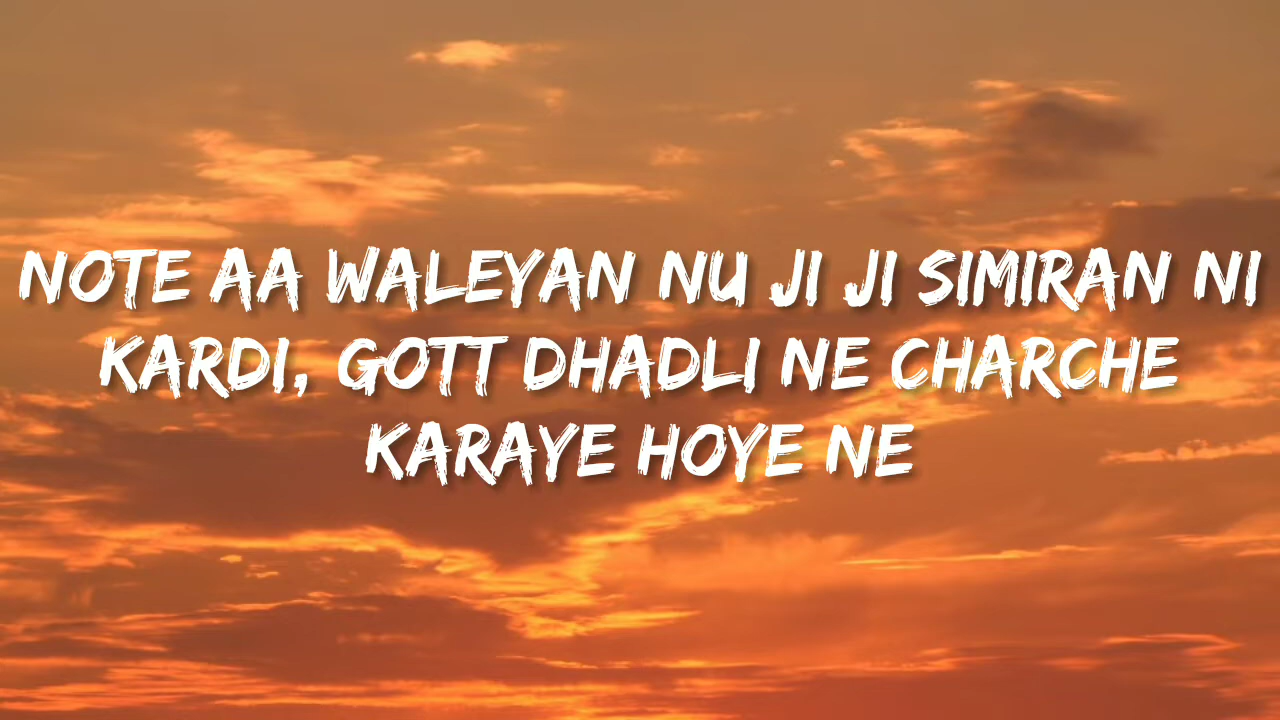 NOTE AA WALEYAN NU JI JI SIMIRAN NI
KARDI, GOTT DHADLI NE CHARCHE
KARAYE HOYE NE